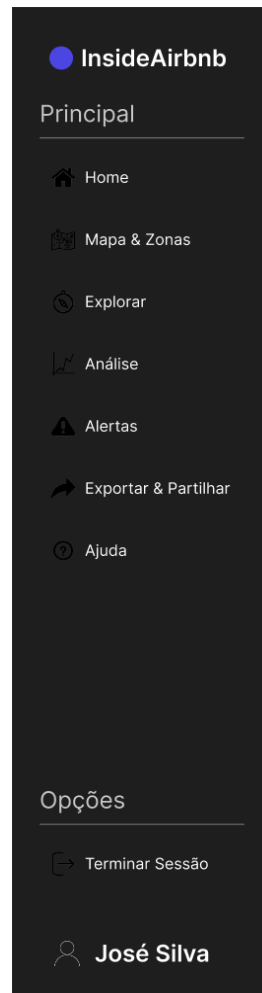 InsideAirbnb
Principal
Home
Mapa & Zonas
Explorar
Análise
Alertas
Exportar & Partilhar
Ajuda
Opções
Terminar Sessão
José Silva